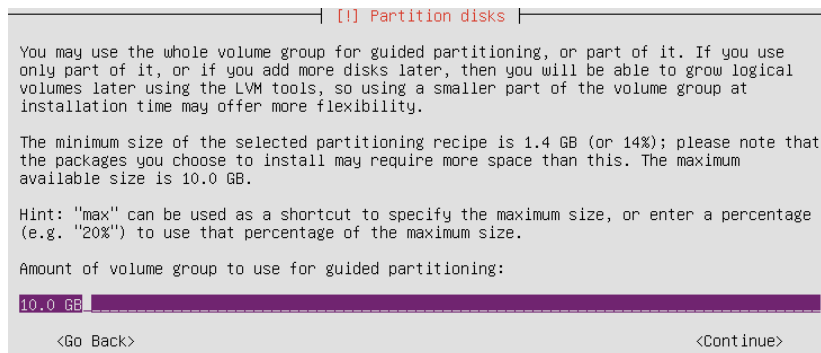 [!] Partition disks
You may use the whole volume group for guided partitioning, or part of it. If you use
only part of it, or if you add more disks later, then you will be able to grow logical
volumes later using the LVM tools, so using a smaller part of the volume group at
installation time may offer more flexibility.
The minimum size of the selected partitioning recipe is 1.4 GB (or 14%); please note that
the packages you choose to install may require more space than this. The maximum
available size is 10.0 GB.
Hint: "max" can be used as a shortcut to specify the maximum size, or enter a percentage
(e.g. "20%") to use that percentage of the maximum size.
Amount of volume group to use for guided partitioning:
10.0 GB
<Go Back> <Continue>